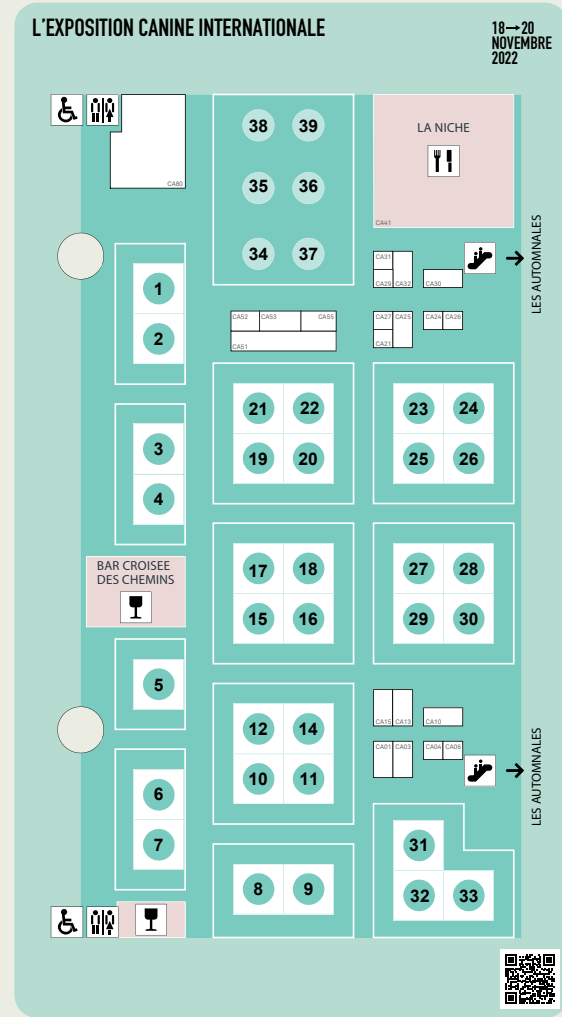 L'EXPOSITION CANINE INTERNATIONALE
18→20
NOVEMBRE
2022
38 39
35 36
34 37
CA80
LA NICHE
CA41
LES AUTOMNALES
CA31
CA29 CA32 CA30
CA27 CA25 CA24 CA26
CA21
CA52 CA53 CA55
CA51
1
2
21 22
19 20
23 24
25 26
3
4
BAR CROISEE
DES CHEMINS
17 18
15 16
27 28
29 30
5
12 14
10 11
CA15 CA13 CA10
CA01 CA03 CA04 CA06
LES AUTOMNALES
6
7
8 9
31
32 33